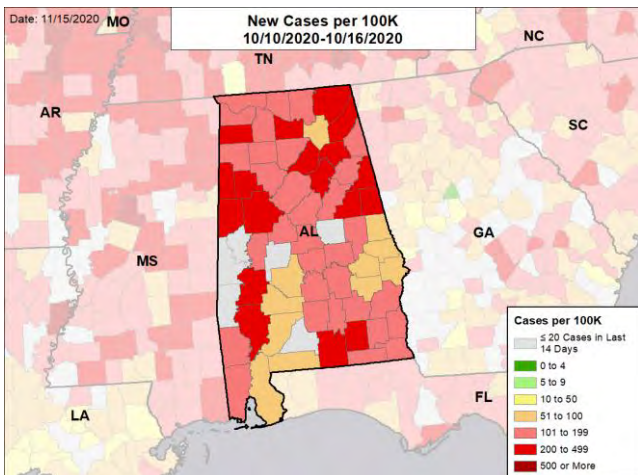 Date: 11/15/2020
New Cases per 100K
10/10/2020-10/16/2020
MO
TN
NC
AR
SC
MS
AL
GA
LA
FL
Cases per 100K
≤ 20 Cases in Last
14 Days
0 to 4
5 to 9
10 to 50
51 to 100
101 to 199
200 to 499
500 or More